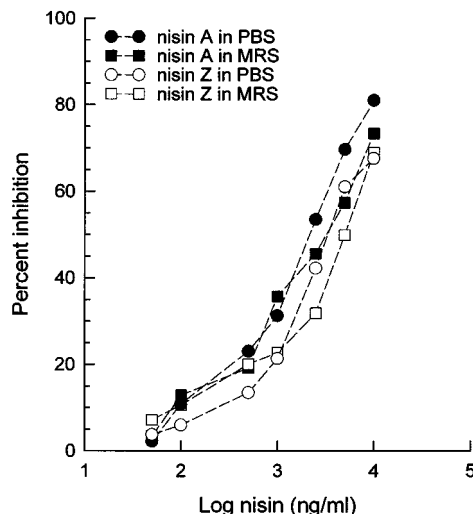 100
nisin A in PBS
nisin A in MRS
nisin Z in PBS
nisin Z in MRS
80
60
40
20
0
Percent inhibition
1 2 3 4 5
Log nisin (ng/ml)